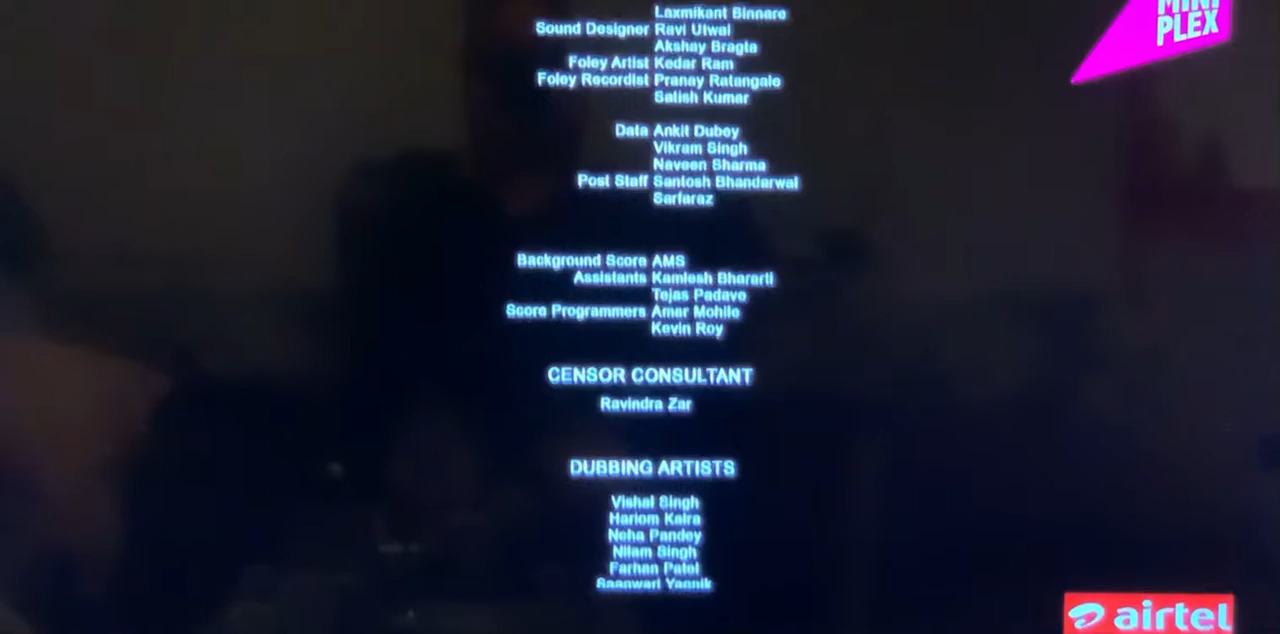 MINI
PLEX
Laxmikant Binnare
Sound Designer Ravi Utwal
Akshay Bragta
Foley Artist Kedar Ram
Foley Recordist Pranay Ratangale
Satish Kumar
Data Ankit Dubey
Vikram Singh
Naveen Sharma
Post Staff Santosh Bhandarwal
Sarfaraz
Background Score AMS
Assistants Kamlesh Bhararti
Tejas Padave
Score Programmers Amar Mohile
Kevin Roy
CENSOR CONSULTANT
Ravindra Zar
DUBBING ARTISTS
Vishal Singh
Hariom Kalra
Neha Pandey
Nilam Singh
Farhan Patel
airtel